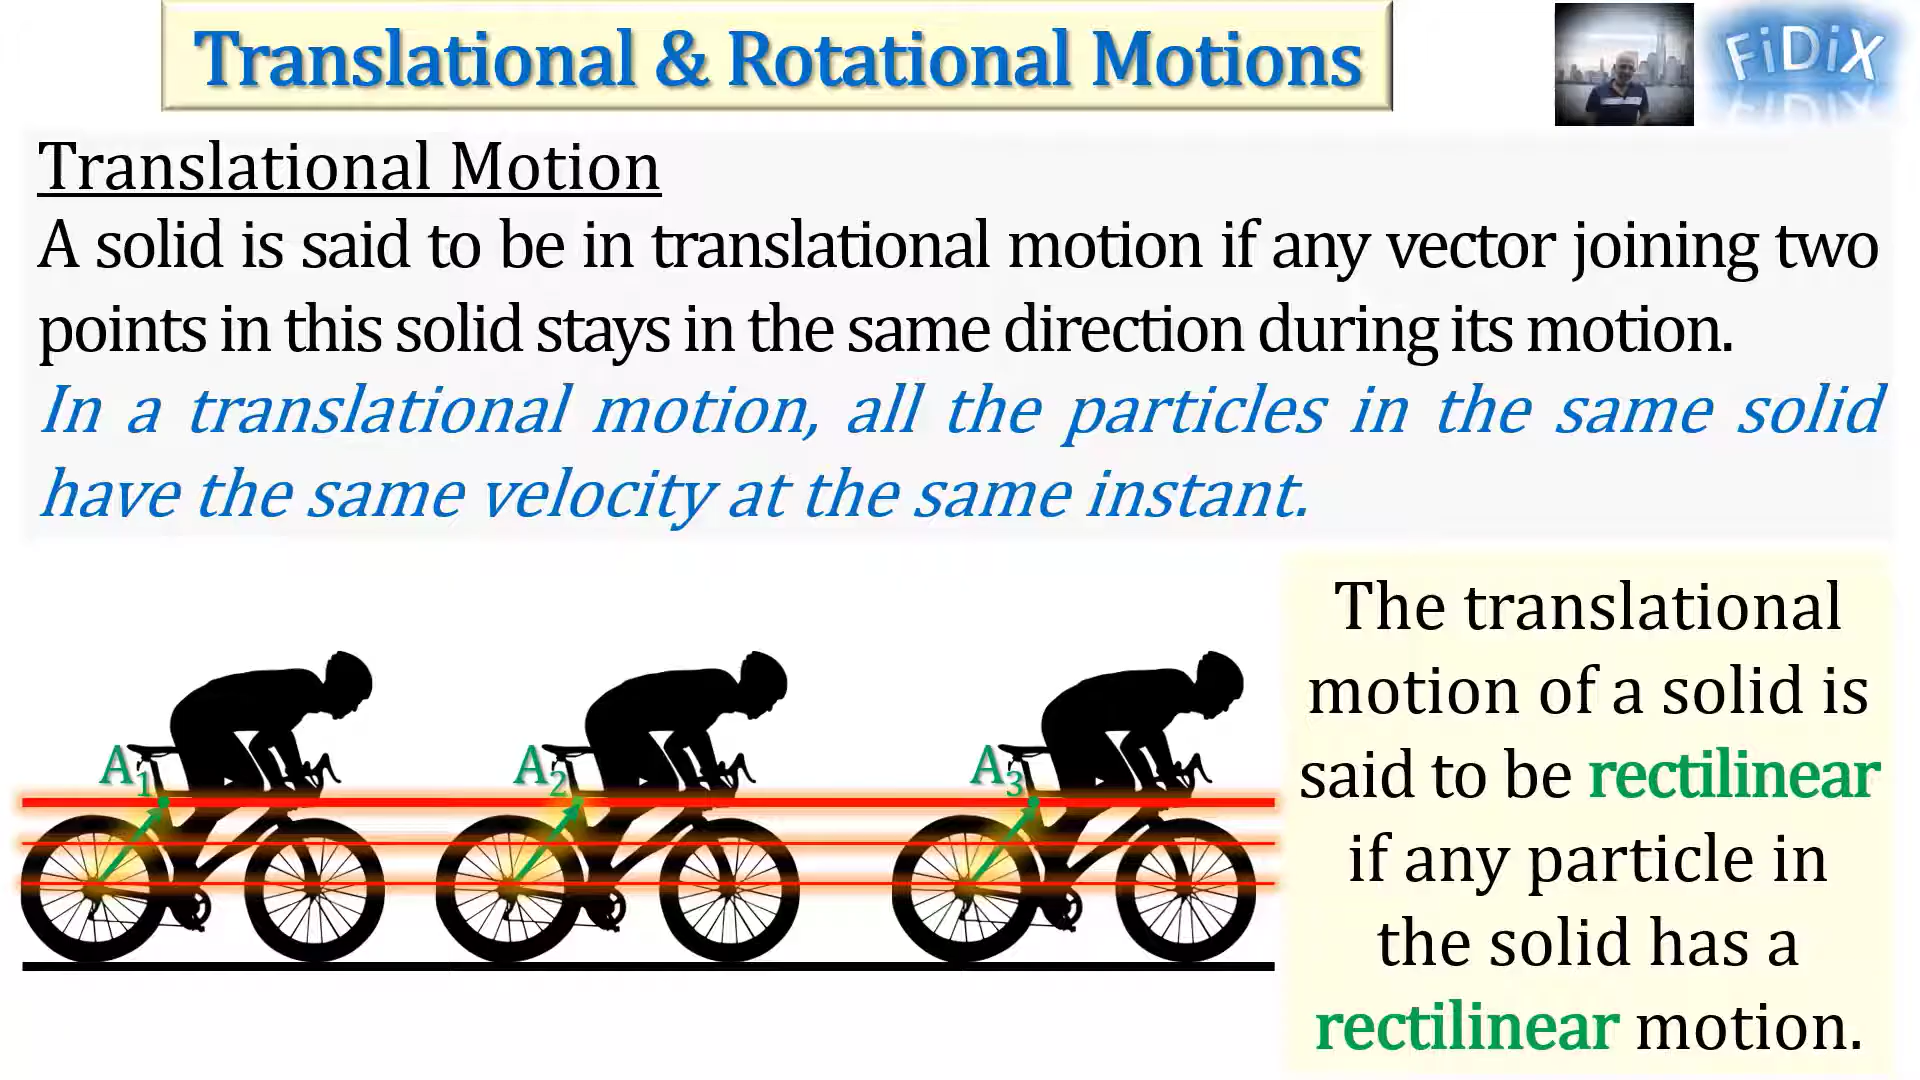 Translational & Rotational Motions
FiDiX
Translational Motion
A solid is said to be in translational motion if any vector joining two
points in this solid stays in the same direction during its motion.
In a translational motion, all the particles in the same solid
have the same velocity at the same instant.
A₁
A₂
A₃
The translational
motion of a solid is
said to be rectilinear
if any particle in
the solid has a
rectilinear motion.